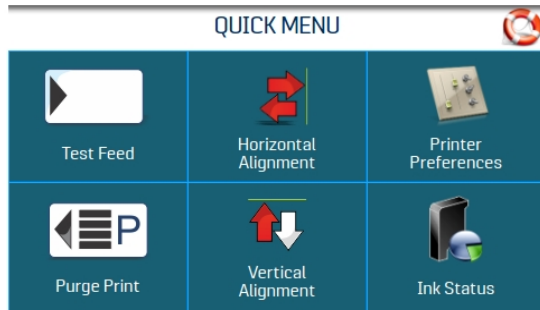 QUICK MENU
Test Feed
Horizontal
Alignment
Printer
Preferences
P
Purge Print
Vertical
Alignment
Ink Status